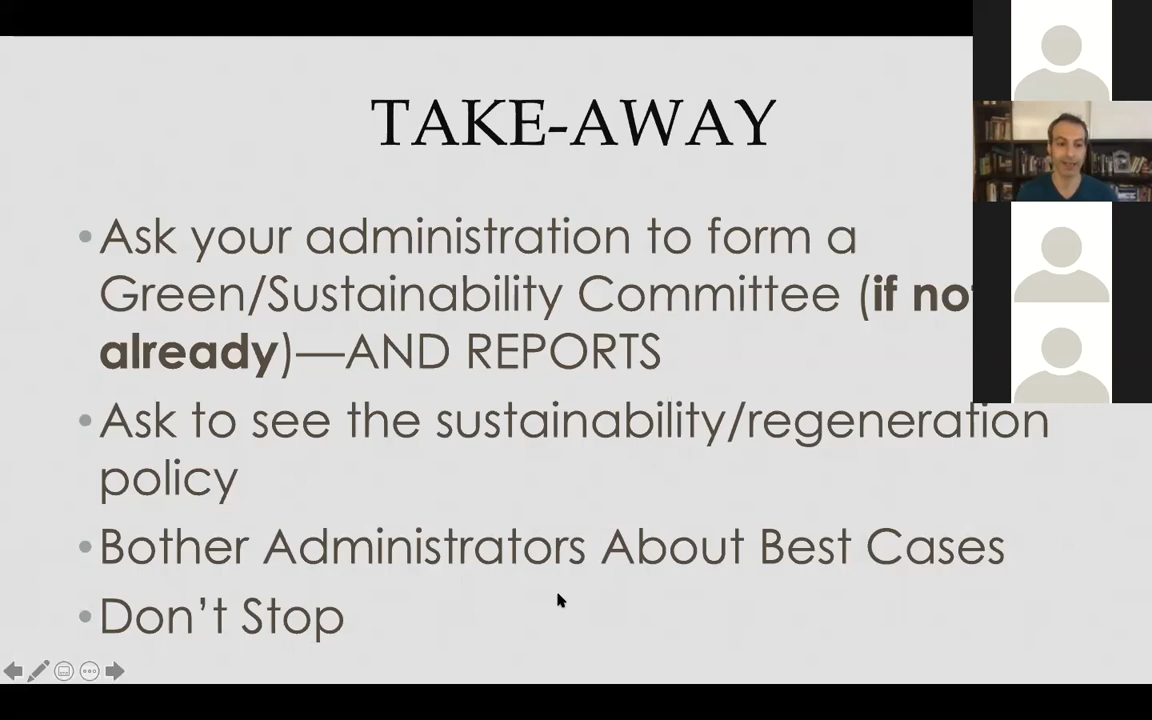 TAKE-AWAY
Ask your administration to form a
Green/Sustainability Committee (if not
already)—AND REPORTS
Ask to see the sustainability/regeneration
policy
Bother Administrators About Best Cases
Don’t Stop